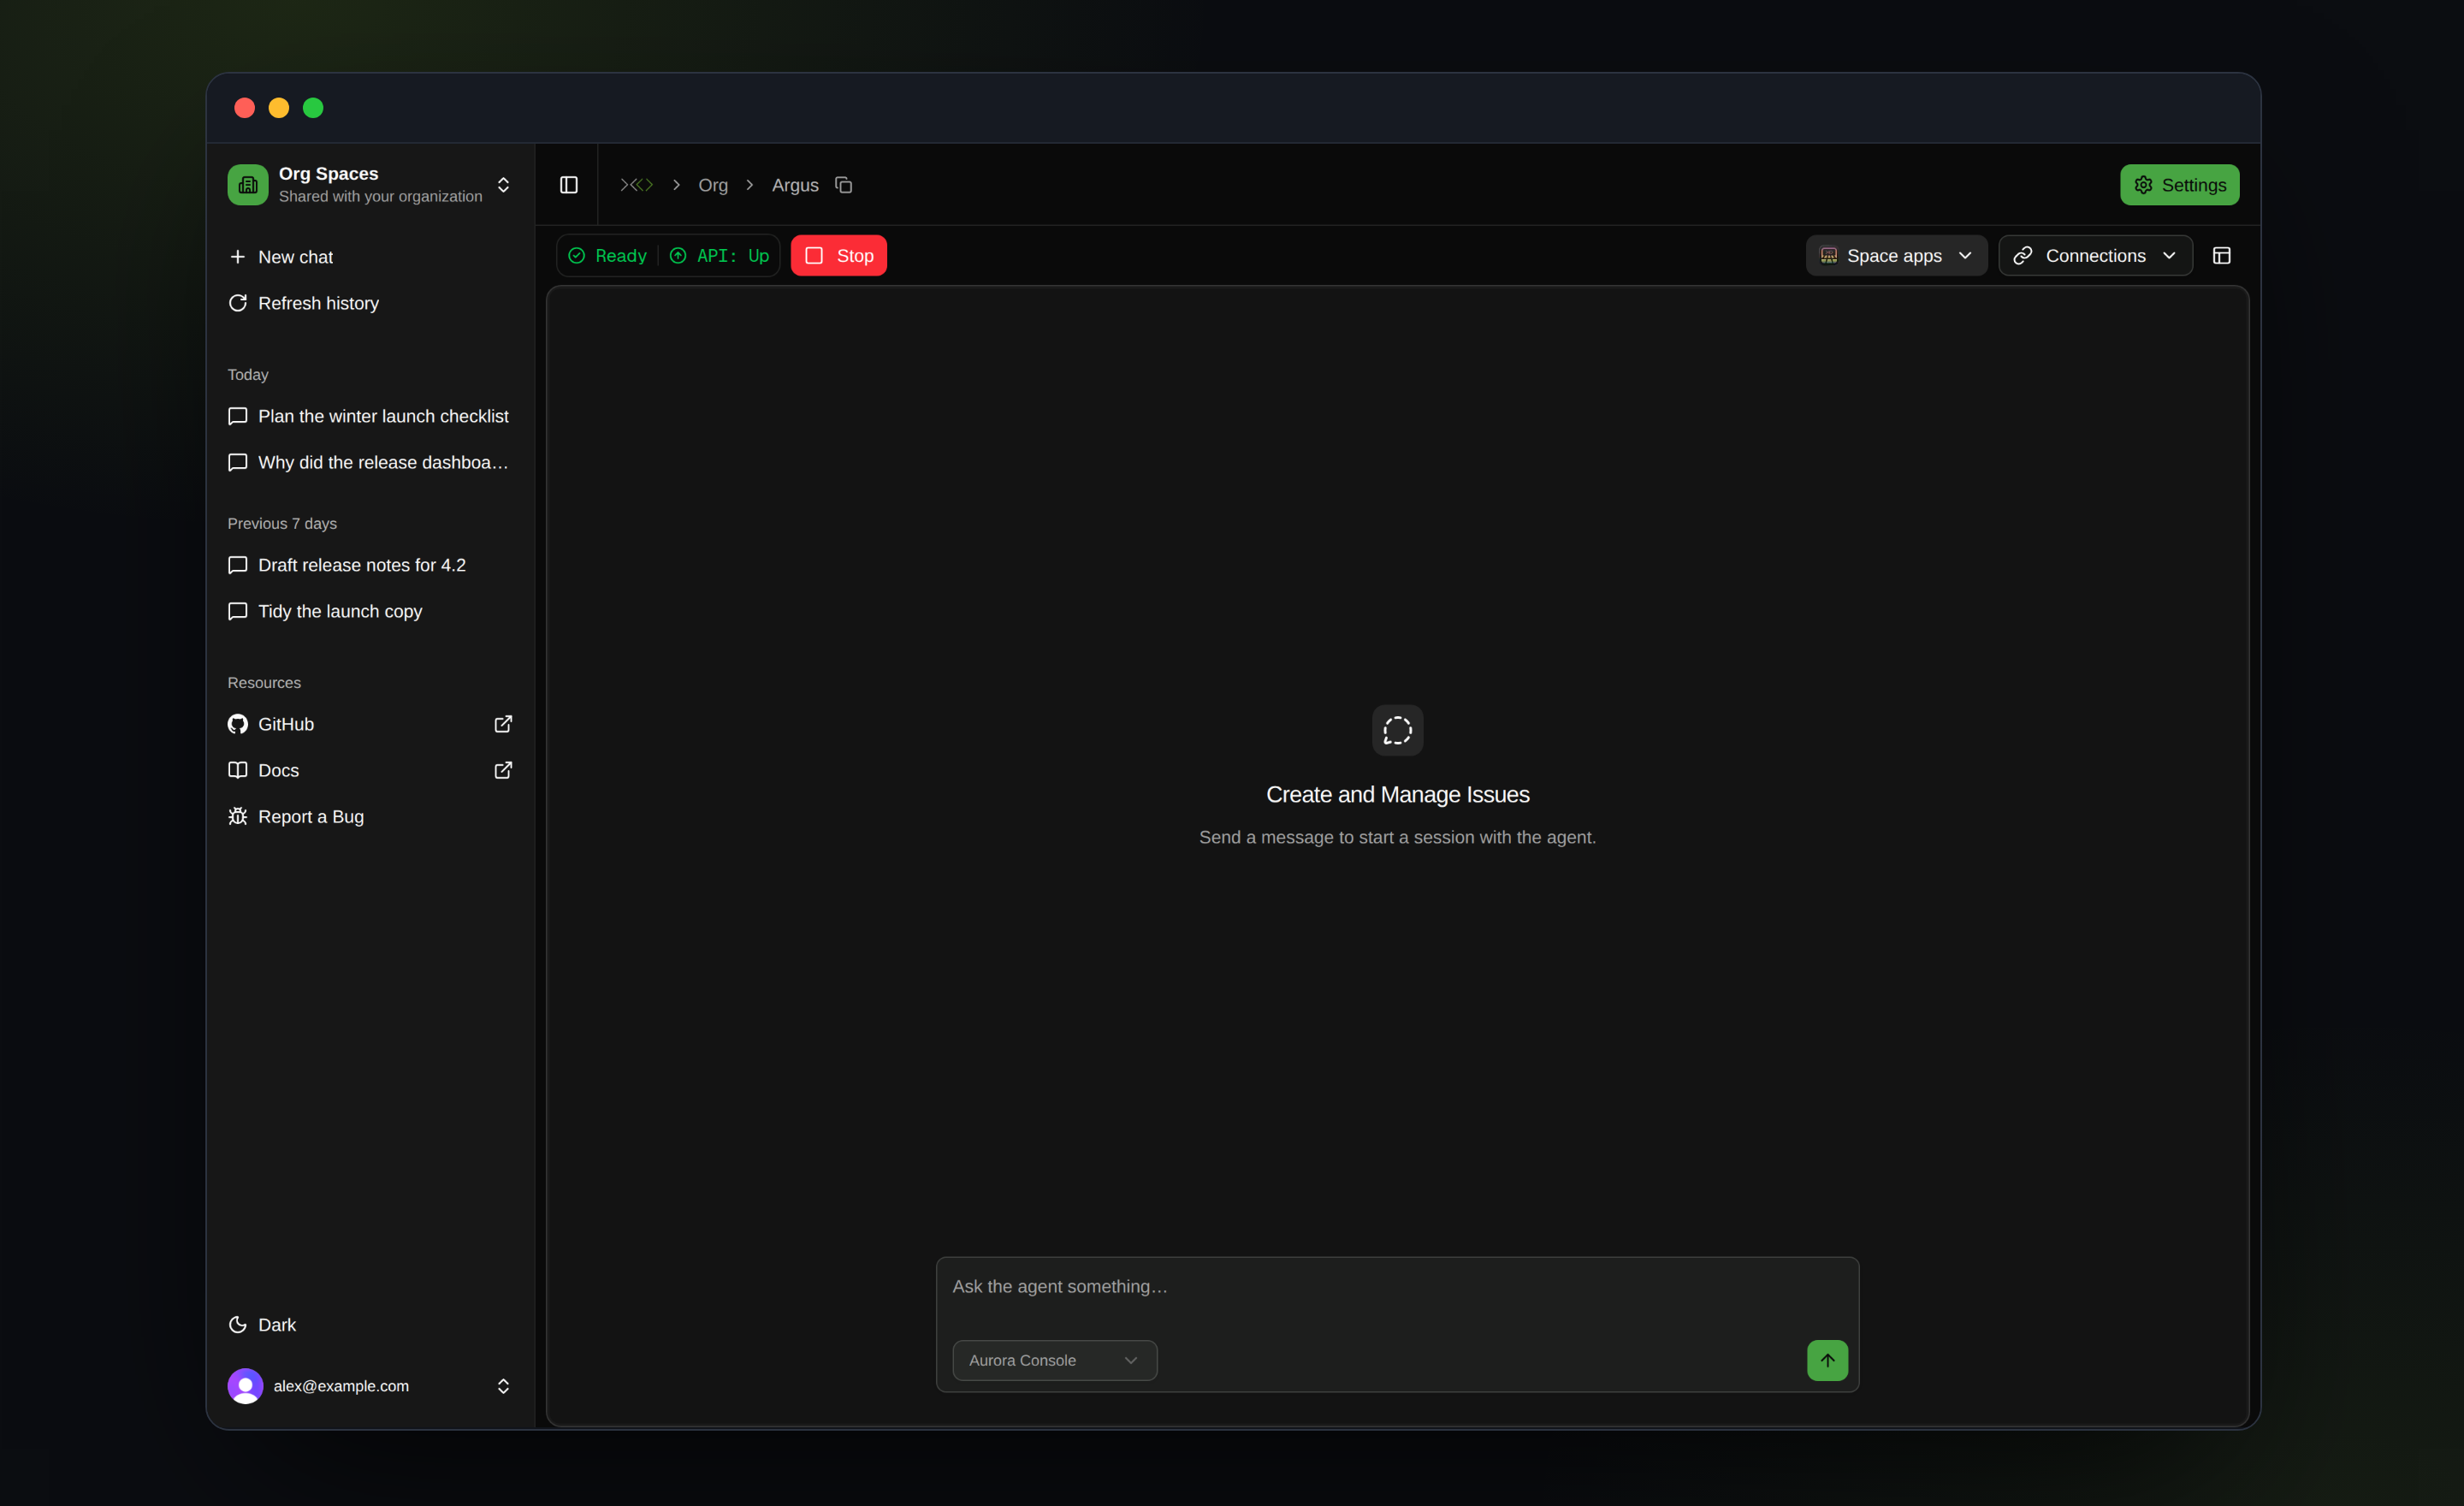 Org Spaces
Shared with your organization
New chat
Refresh history
Today
Plan the winter launch checklist
Why did the release dashboa…
Previous 7 days
Draft release notes for 4.2
Tidy the launch copy
Resources
GitHub
Docs
Report a Bug
Dark
alex@example.com
Org
Argus
Settings
Ready
API: Up
Stop
Space apps
Connections
Create and Manage Issues
Send a message to start a session with the agent.
Ask the agent something…
Aurora Console